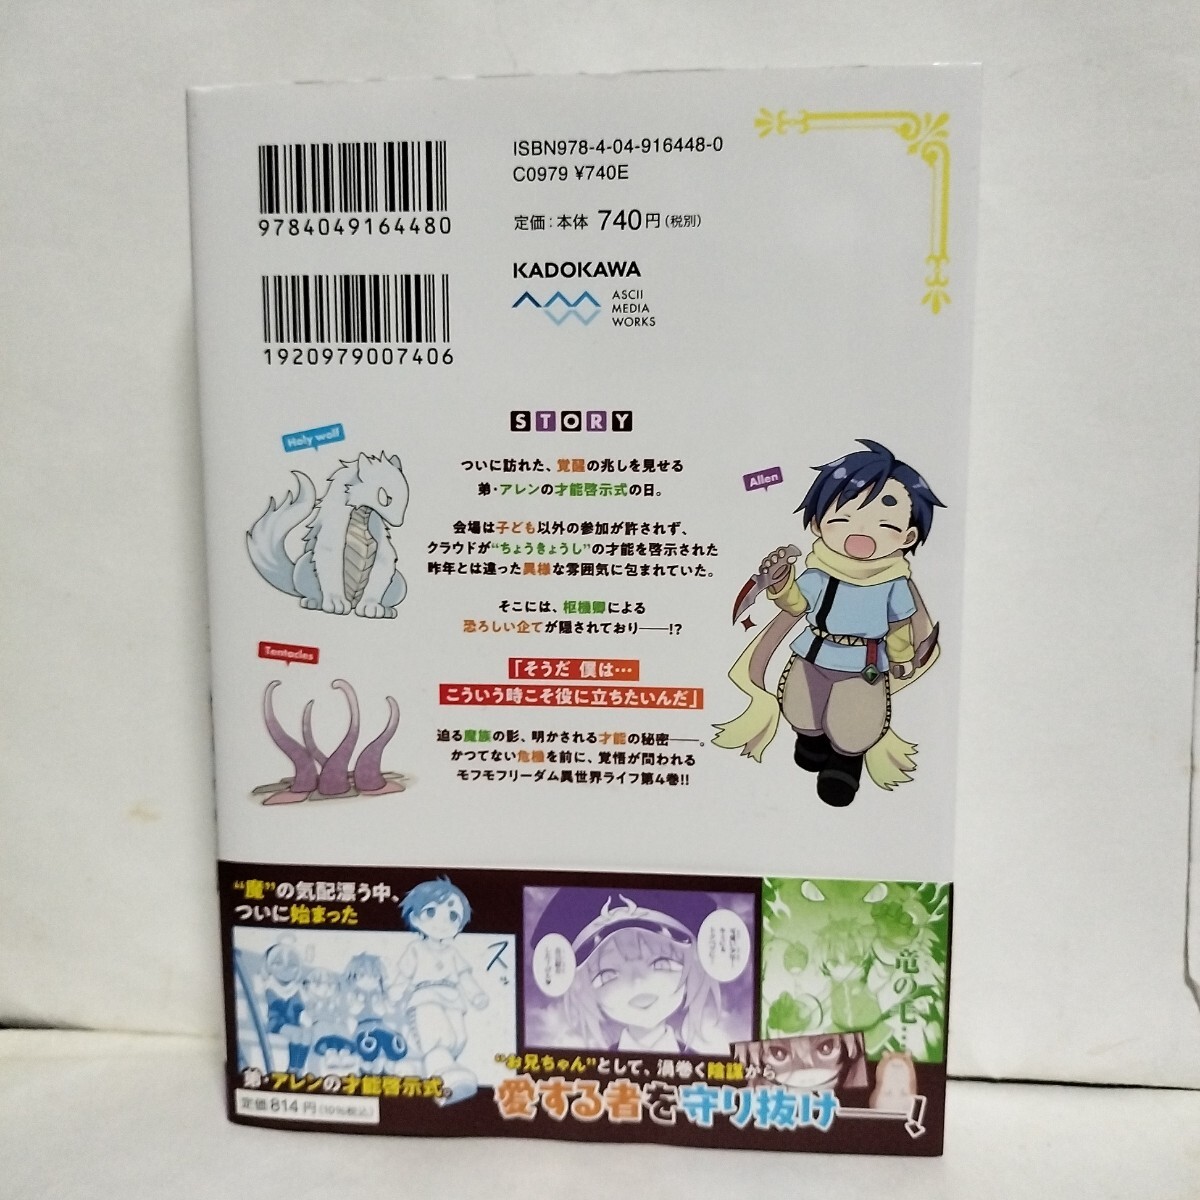 ISBN978-4-04-916448-0
C0979 ¥740E
9784049164480
定価:本体 740円(税別)
KADOKAWA
ASCII
MEDIA
WORKS
1920979007406
STORY
Holy wolf
ついに訪れた、覚醒の兆しを見せる
弟・アレンの才能啓示式の日。
Allen
会場は子ども以外の参加が許されず、
クラウドが“ちょうきょうし”の才能を啓示された
昨年とは違った異様な雰囲気に包まれていた。
そこには、枢機卿による
恐ろしい企てが隠されており――!?
Tentacles
「そうだ 僕は…
こういう時こそ役に立ちたいんだ」
迫る魔族の影、明かされる才能の秘密――。
かつてない危機を前に、覚悟が問われる
モフモフリーダム異世界ライフ第4巻!!
“魔”の気配漂う中、
ついに始まった
スッ
竜の七……
弟・アレンの才能啓示式。
定価814円(10%税込)
“お兄ちゃん”として、渦巻く陰謀から
愛する者を守り抜け――!